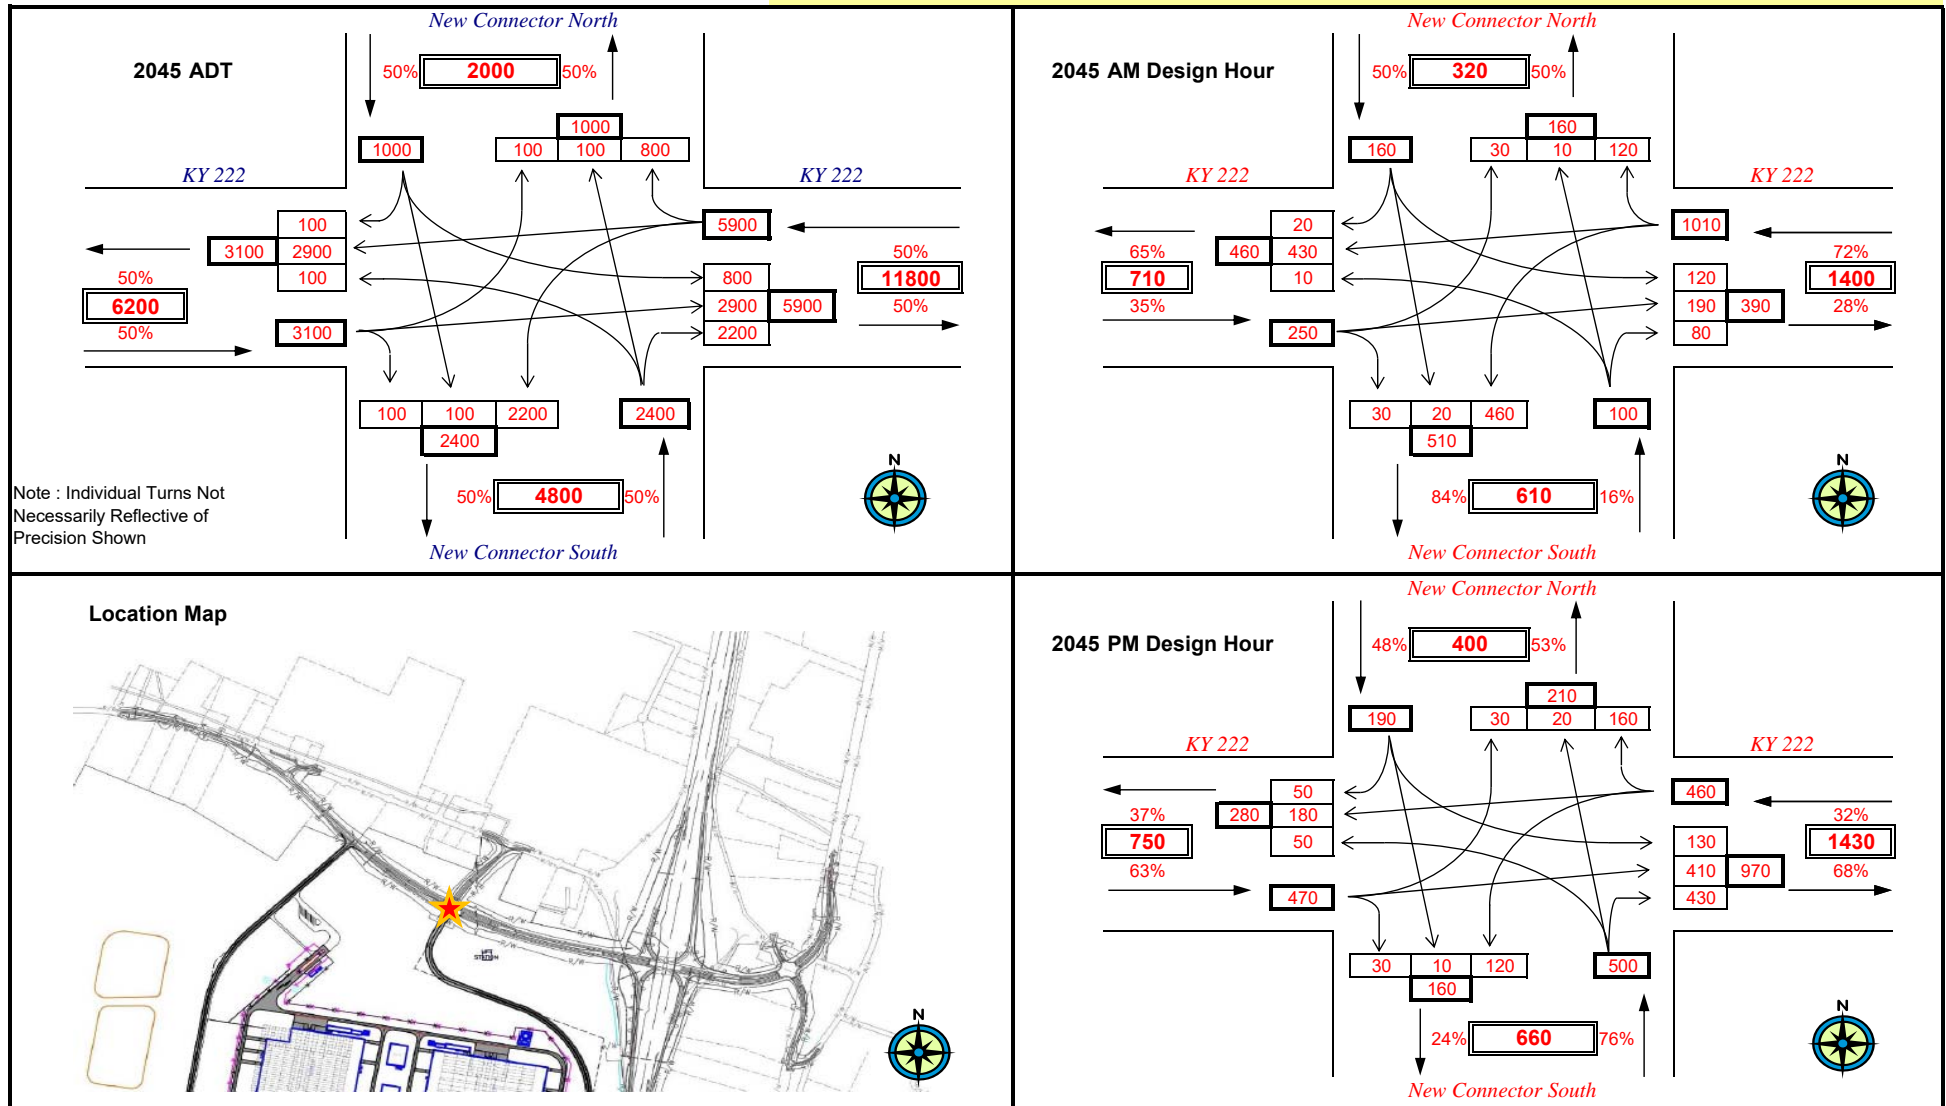 New Connector North
2045 ADT
50% 2000 50%
1000
1000
100 100 800
KY 222
KY 222
100
5900
3100 2900
50%
100
800
11800
50%
2900 5900
6200
50%
50%
3100
2200
100 100 2200
2400
2400
Note : Individual Turns Not
Necessarily Reflective of
Precision Shown
50% 4800 50%
N
New Connector South
New Connector North
2045 AM Design Hour
50% 320 50%
160
160
30 10 120
KY 222
KY 222
20
1010
65%
460 430
72%
710
10
120
1400
35%
190 390
28%
250
80
30 20 460
100
510
84% 610 16%
N
New Connector South
Location Map
N
New Connector North
2045 PM Design Hour
48% 400 53%
210
190
30 20 160
KY 222
KY 222
50
460
37%
280 180
32%
750
50
130
1430
63%
410 970
68%
470
430
30 10 120
500
160
24% 660 76%
N
New Connector South